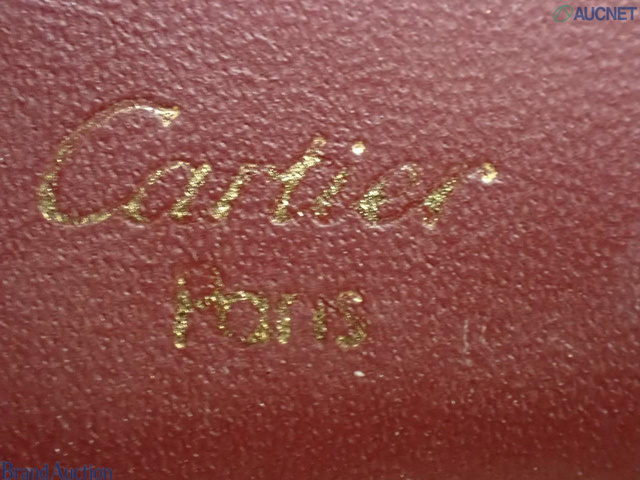 AUCNET
Cartier
Paris
Brand Auction